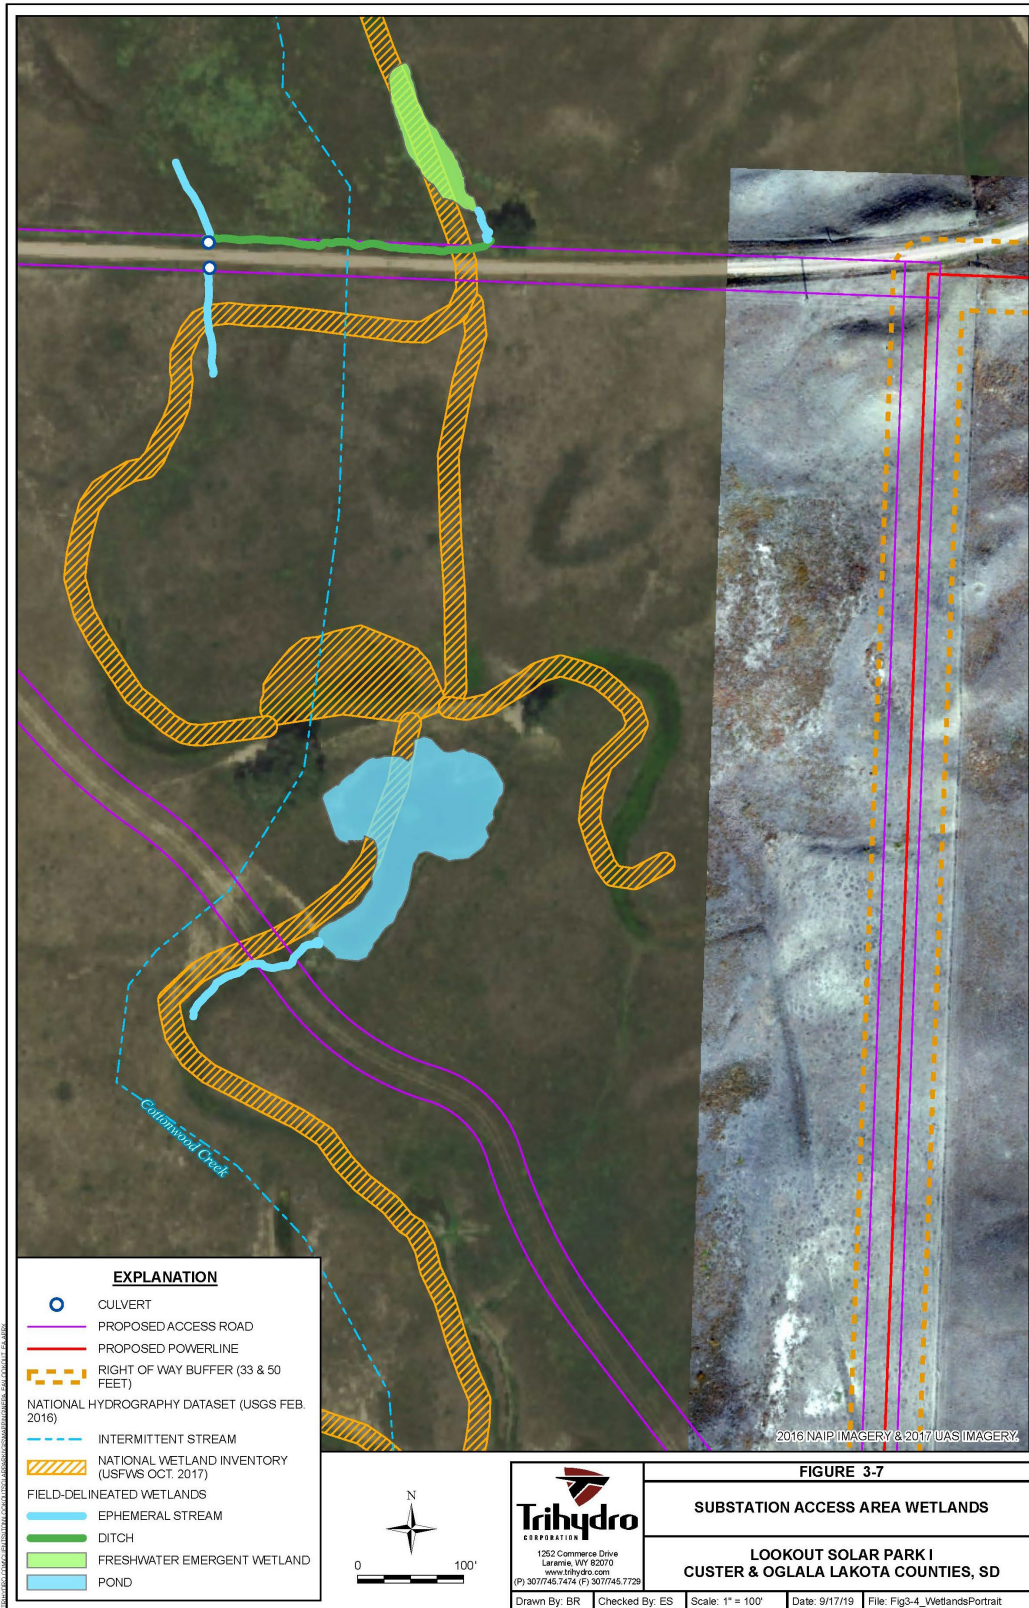 Cottonwood Creek
2016 NAIP IMAGERY & 2017 UAS IMAGERY.
EXPLANATION
CULVERT
PROPOSED ACCESS ROAD
PROPOSED POWERLINE
RIGHT OF WAY BUFFER (33 & 50
FEET)
NATIONAL HYDROGRAPHY DATASET (USGS FEB.
2016)
INTERMITTENT STREAM
NATIONAL WETLAND INVENTORY
(USFWS OCT. 2017)
FIELD-DELINEATED WETLANDS
EPHEMERAL STREAM
DITCH
FRESHWATER EMERGENT WETLAND
POND
N
0 100'
Trihydro
CORPORATION
1252 Commerce Drive
Laramie, WY 82070
www.trihydro.com
(P) 307/745.7474 (F) 307/745.7729
FIGURE 3-7
SUBSTATION ACCESS AREA WETLANDS
LOOKOUT SOLAR PARK I
CUSTER & OGLALA LAKOTA COUNTIES, SD
Drawn By: BR Checked By: ES Scale: 1" = 100' Date: 9/17/19 File: Fig3-4_WetlandsPortrait